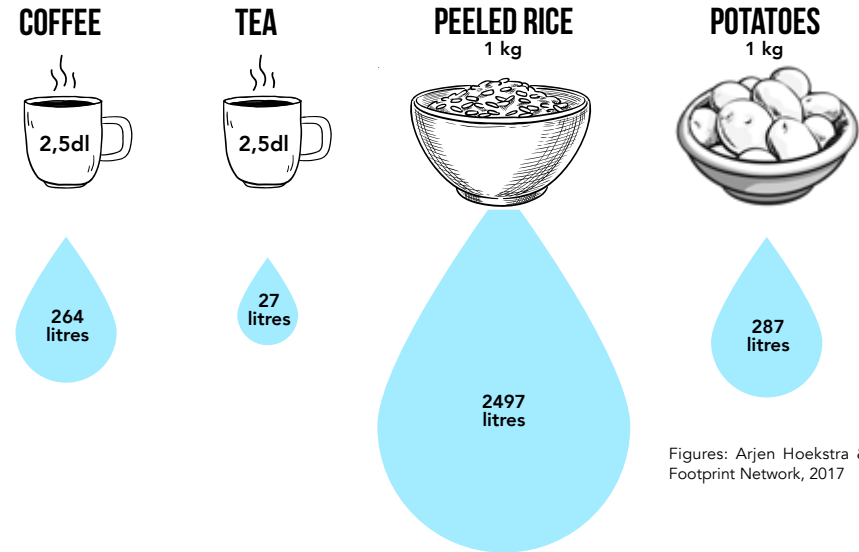 COFFEE
2,5dl
264
litres
TEA
2,5dl
27
litres
PEELED RICE
1 kg
2497
litres
POTATOES
1 kg
287
litres
Figures: Arjen Hoekstra &
Footprint Network, 2017